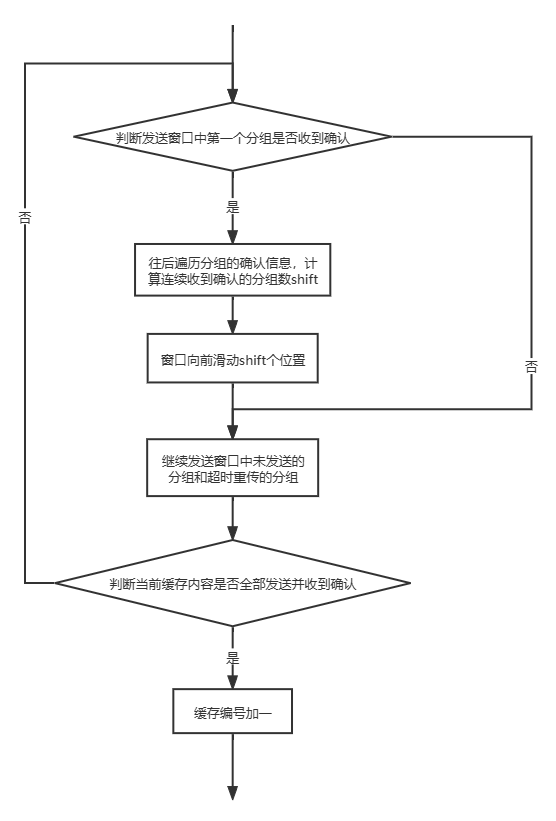 判断发送窗口中第一个分组是否收到确认
否
是
往后遍历分组的确认信息，计
算连续收到确认的分组数shift
窗口向前滑动shift个位置
否
继续发送窗口中未发送的
分组和超时重传的分组
判断当前缓存内容是否全部发送并收到确认
是
缓存编号加一